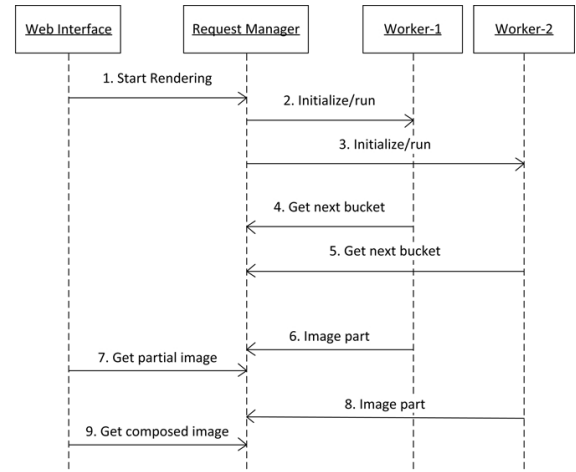 Web Interface
Request Manager
Worker-1
Worker-2
1. Start Rendering
2. Initialize/run
3. Initialize/run
4. Get next bucket
5. Get next bucket
6. Image part
7. Get partial image
8. Image part
9. Get composed image